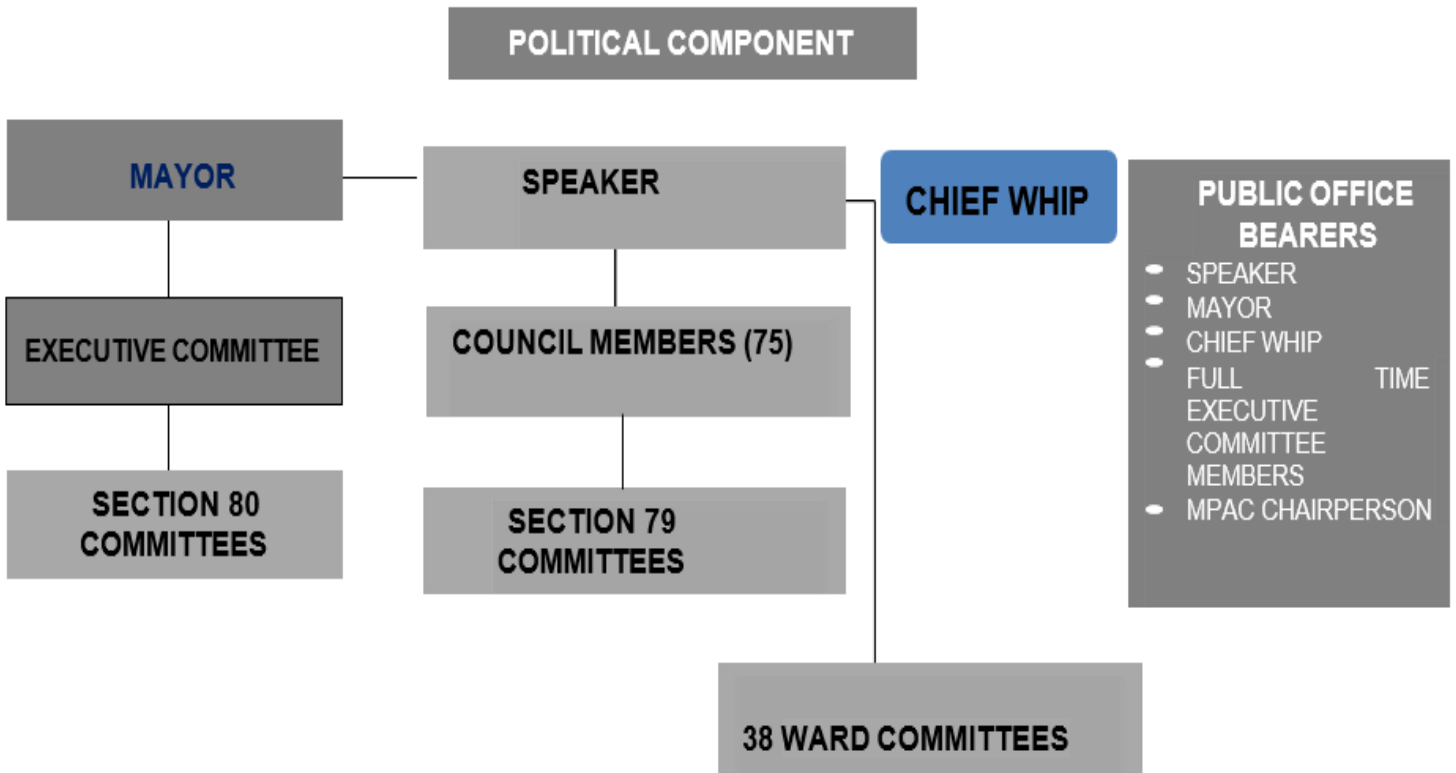 POLITICAL COMPONENT
MAYOR
SPEAKER
CHIEF WHIP
PUBLIC OFFICE
BEARERS
SPEAKER
MAYOR
CHIEF WHIP
FULL TIME
EXECUTIVE
COMMITTEE
MEMBERS
MPAC CHAIRPERSON
EXECUTIVE COMMITTEE
COUNCIL MEMBERS (75)
SECTION 80
COMMITTEES
SECTION 79
COMMITTEES
38 WARD COMMITTEES